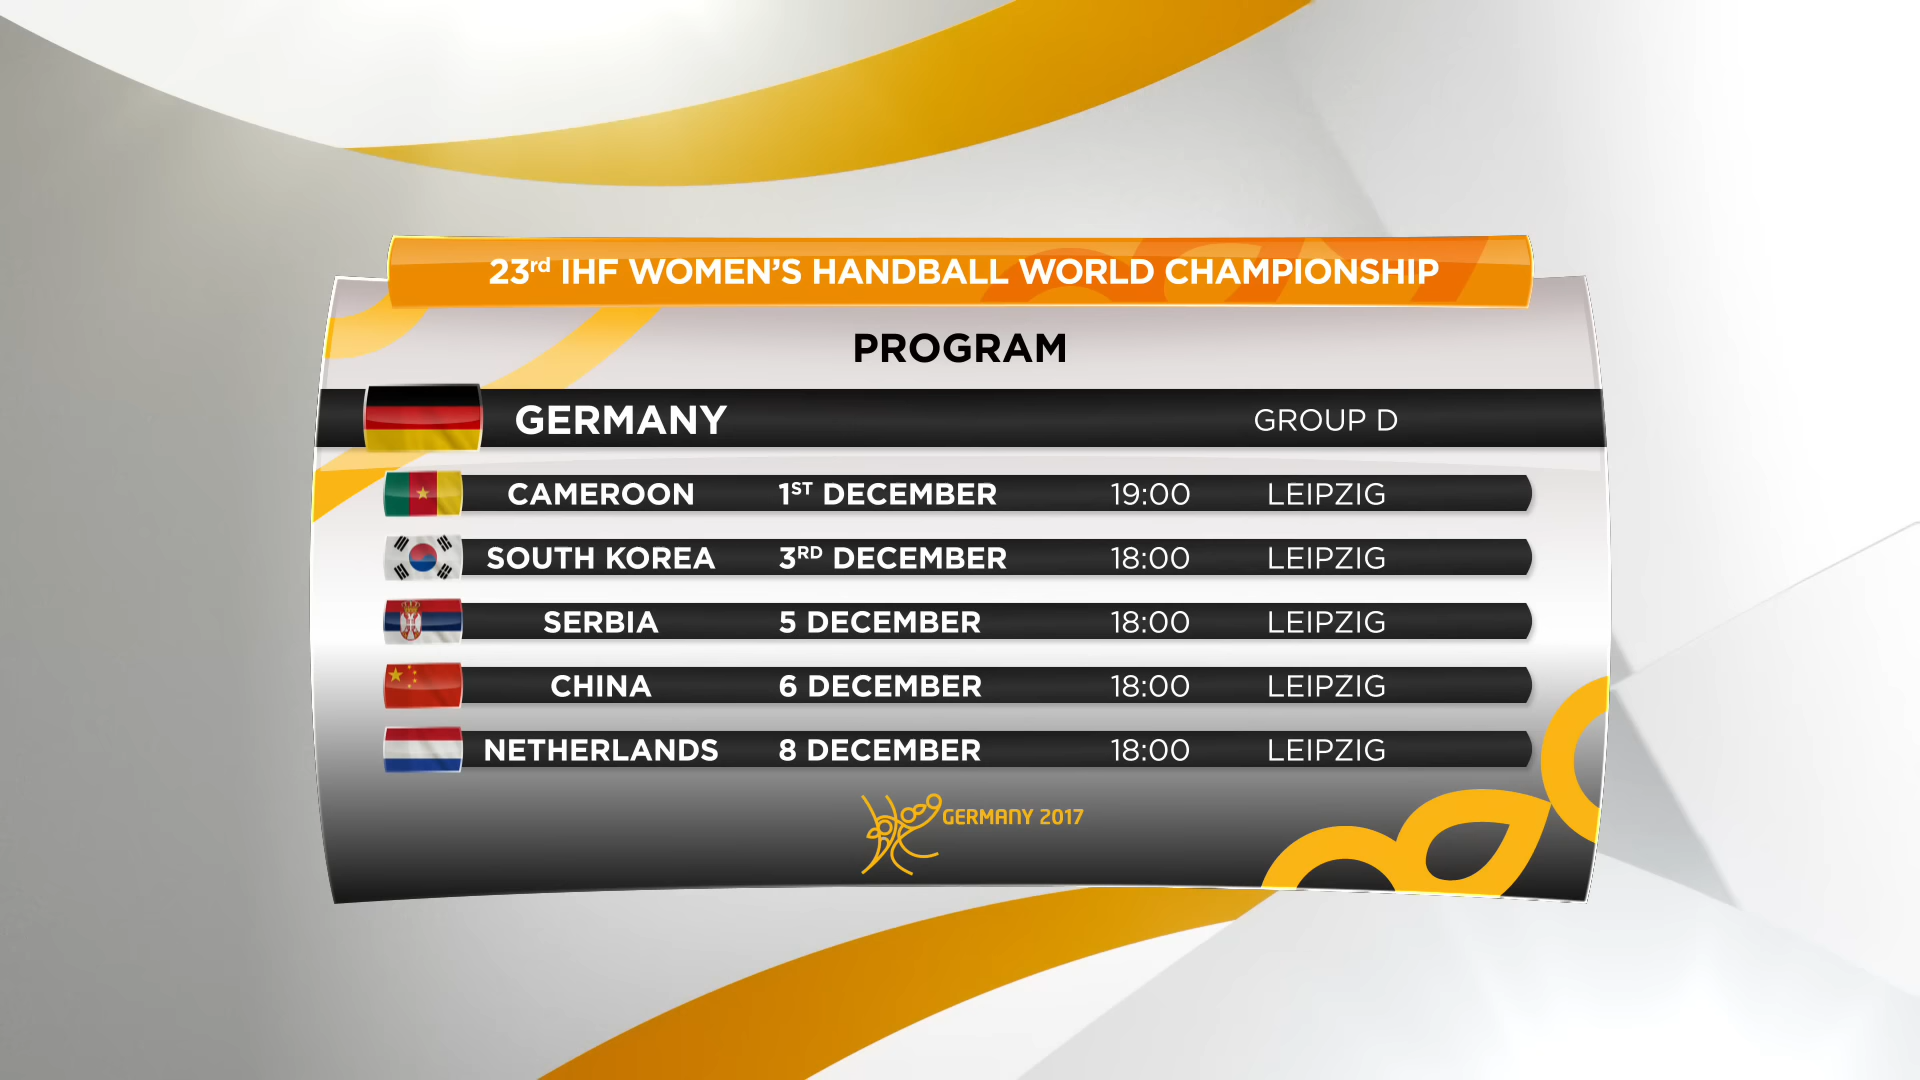 23rd IHF WOMEN'S HANDBALL WORLD CHAMPIONSHIP
PROGRAM
GERMANY GROUP D
CAMEROON 1ST DECEMBER 19:00 LEIPZIG
SOUTH KOREA 3RD DECEMBER 18:00 LEIPZIG
SERBIA 5 DECEMBER 18:00 LEIPZIG
CHINA 6 DECEMBER 18:00 LEIPZIG
NETHERLANDS 8 DECEMBER 18:00 LEIPZIG
GERMANY 2017